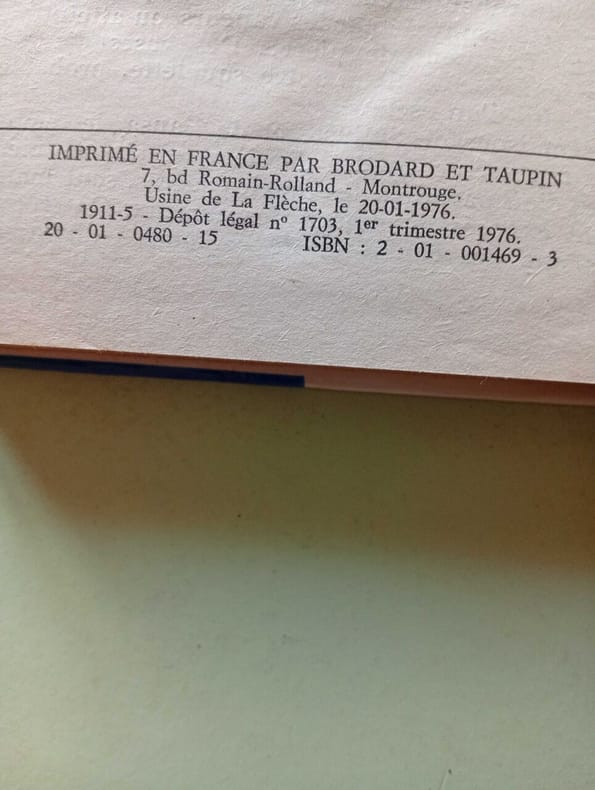 IMPRIMÉ EN FRANCE PAR BRODARD ET TAUPIN
7, bd Romain-Rolland - Montrouge.
Usine de La Flèche, le 20-01-1976.
1911-5 - Dépôt légal nº 1703, 1er trimestre 1976.
20 - 01 - 0480 - 15 ISBN : 2 - 01 - 001469 - 3